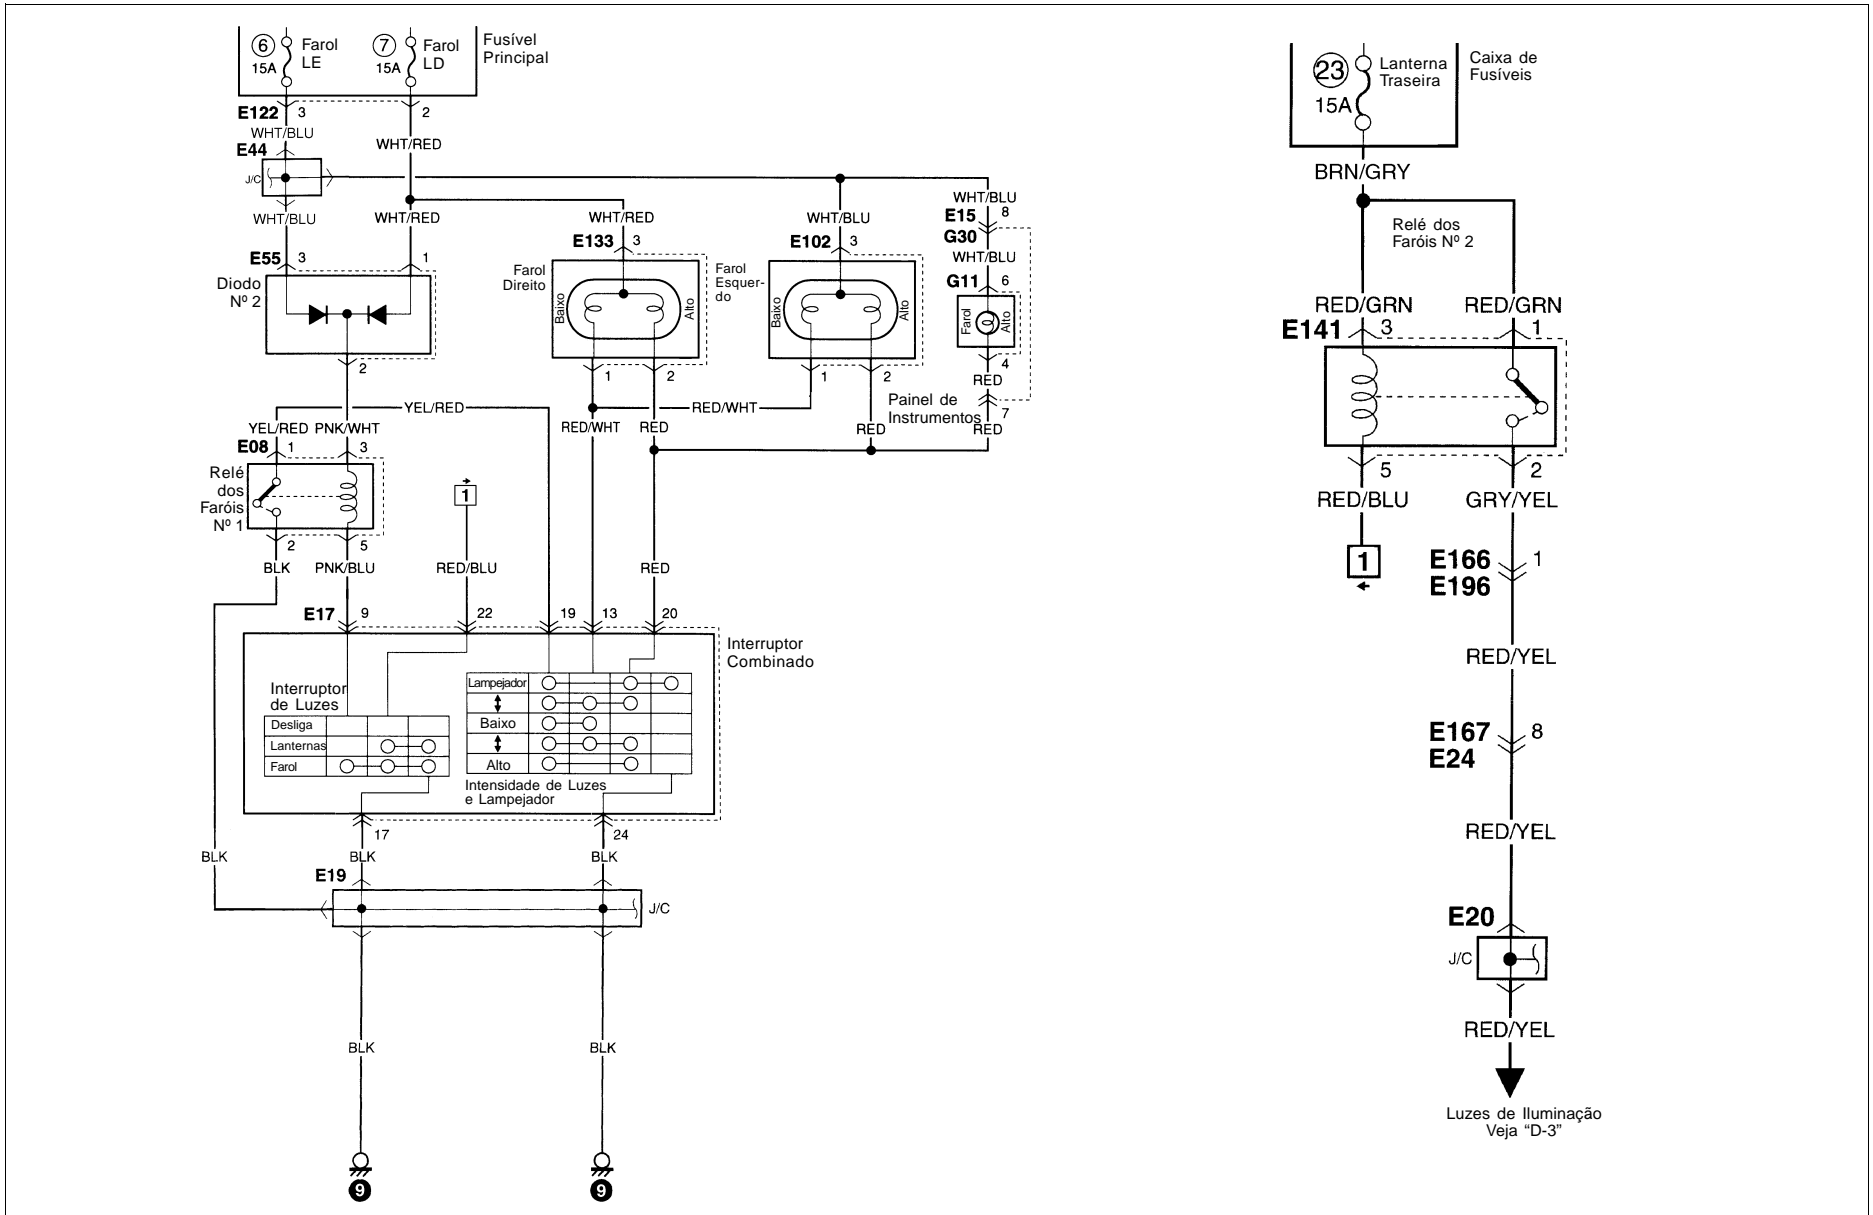 6
Farol
LE
15A
7
Farol
LD
15A
Fusível
Principal
E122 3
2
WHT/BLU
WHT/RED
E44
J/C
WHT/BLU
WHT/RED
WHT/RED
WHT/BLU
WHT/BLU
E15 8
G30
WHT/BLU
E55 3
1
Diodo
Nº 2
2
E133 3
Farol
Direito
Baixo
Alto
1
2
E102 3
Farol
Esquer-
do
Baixo
Alto
1
2
G11 6
Farol
Alto
4
RED
Painel de
Instrumentos
7
RED
YEL/RED
RED/WHT
YEL/RED
PNK/WHT
RED/WHT
RED
RED
E08 1
3
Relé
dos
Faróis
Nº 1
2
5
1
BLK
PNK/BLU
RED/BLU
RED
E17 9
22
19
13
20
Interruptor
Combinado
Interruptor
de Luzes
Desliga
Lanternas
Farol
Lampejador
Baixo
Alto
Intensidade de Luzes
e Lampejador
17
24
BLK
BLK
BLK
E19
J/C
BLK
BLK
9
9
23
Lanterna
Traseira
15A
Caixa de
Fusíveis
BRN/GRY
Relé dos
Faróis Nº 2
RED/GRN
RED/GRN
E141 3
1
5
2
RED/BLU
GRY/YEL
1
E166 1
E196
RED/YEL
E167 8
E24
RED/YEL
E20
J/C
RED/YEL
Luzes de Iluminação
Veja “D-3”